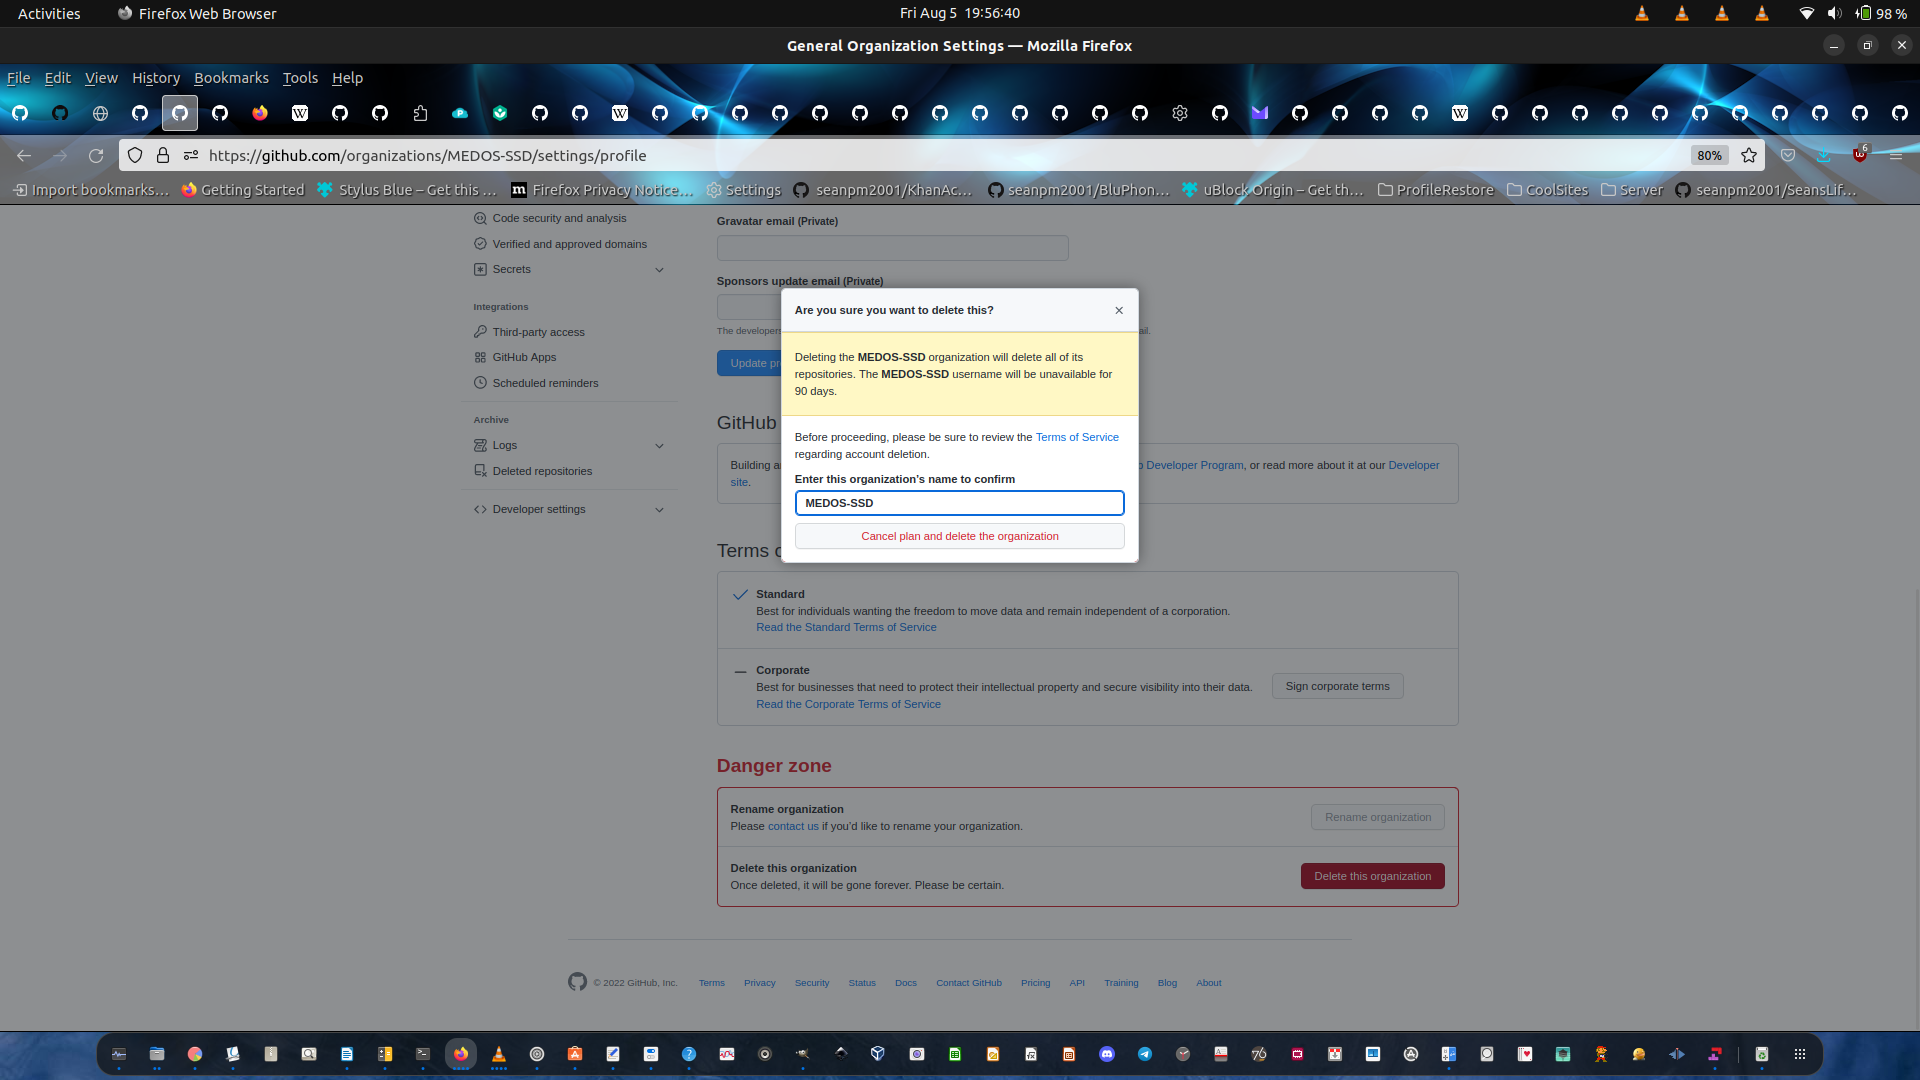 Activities
Firefox Web Browser
Fri Aug 5 19:56:40
98 %
General Organization Settings — Mozilla Firefox
File Edit View History Bookmarks Tools Help
https://github.com/organizations/MEDOS-SSD/settings/profile
80%
6
Import bookmarks…
Getting Started
Stylus Blue – Get this …
Firefox Privacy Notice…
Settings
seanpm2001/KhanAc…
seanpm2001/BluPhon…
uBlock Origin – Get th…
ProfileRestore
CoolSites
Server
seanpm2001/SeansLif…
Code security and analysis
Verified and approved domains
Secrets
Integrations
Third-party access
GitHub Apps
Scheduled reminders
Archive
Logs
Deleted repositories
Developer settings
Gravatar email (Private)
Sponsors update email (Private)
The developers
ail.
Update pr
GitHub
Building a
Developer Program, or read more about it at our Developer
site.
Are you sure you want to delete this?
Deleting the MEDOS-SSD organization will delete all of its
repositories. The MEDOS-SSD username will be unavailable for
90 days.
Before proceeding, please be sure to review the Terms of Service
regarding account deletion.
Enter this organization’s name to confirm
MEDOS-SSD
Cancel plan and delete the organization
Terms o
Standard
Best for individuals wanting the freedom to move data and remain independent of a corporation.
Read the Standard Terms of Service
Corporate
Best for businesses that need to protect their intellectual property and secure visibility into their data.
Read the Corporate Terms of Service
Sign corporate terms
Danger zone
Rename organization
Please contact us if you’d like to rename your organization.
Rename organization
Delete this organization
Once deleted, it will be gone forever. Please be certain.
Delete this organization
© 2022 GitHub, Inc.
Terms
Privacy
Security
Status
Docs
Contact GitHub
Pricing
API
Training
Blog
About